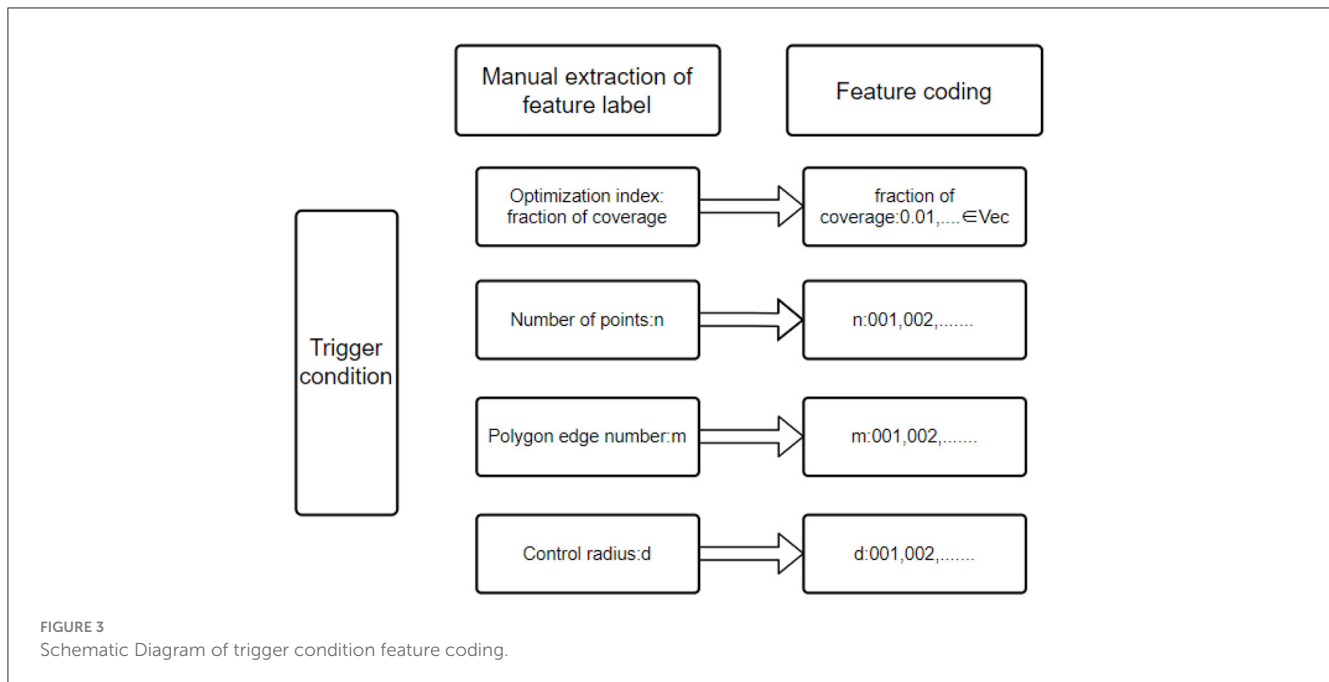 Manual extraction of
feature label
Feature coding
Trigger
condition
Optimization index:
fraction of coverage
fraction of
coverage:0.01,....∈Vec
Number of points:n
n:001,002,.......
Polygon edge number:m
m:001,002,.......
Control radius:d
d:001,002,.......
FIGURE 3
Schematic Diagram of trigger condition feature coding.